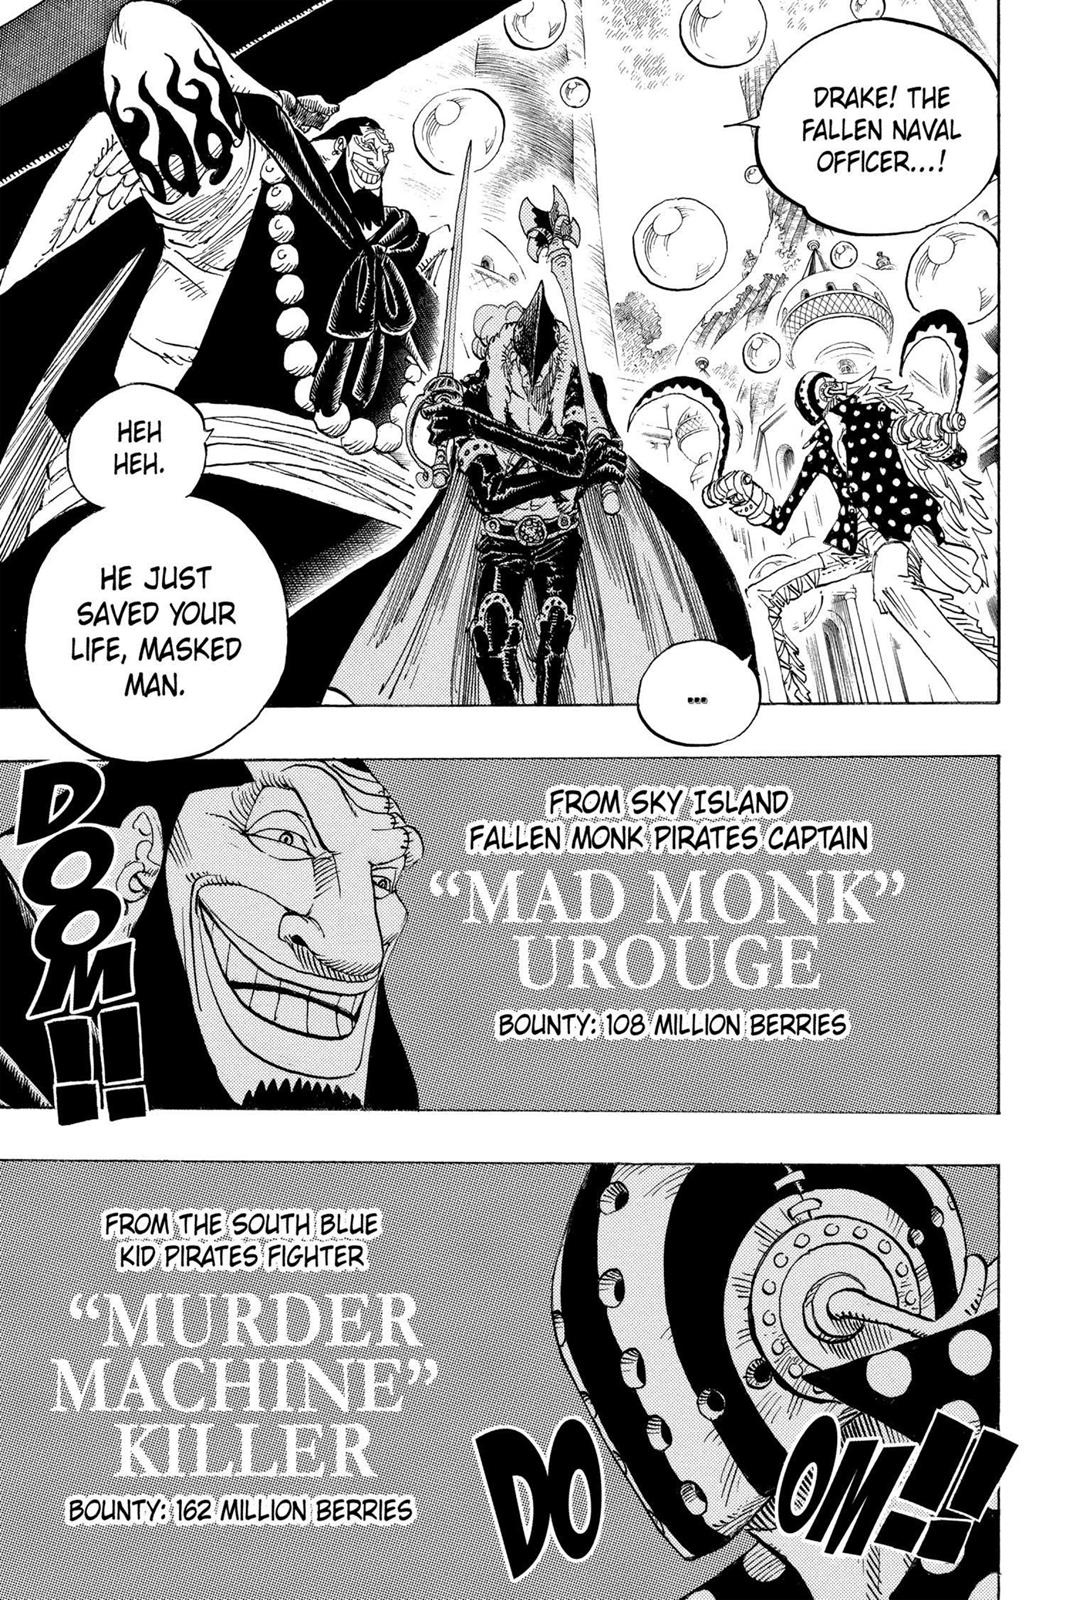 DRAKE! THE
FALLEN NAVAL
OFFICER...!
HEH
HEH.
HE JUST
SAVED YOUR
LIFE, MASKED
MAN.
...
DOOM!!
FROM SKY ISLAND
FALLEN MONK PIRATES CAPTAIN
“MAD MONK”
UROUGE
BOUNTY: 108 MILLION BERRIES
FROM THE SOUTH BLUE
KID PIRATES FIGHTER
“MURDER
MACHINE”
KILLER
BOUNTY: 162 MILLION BERRIES
DOOM!!